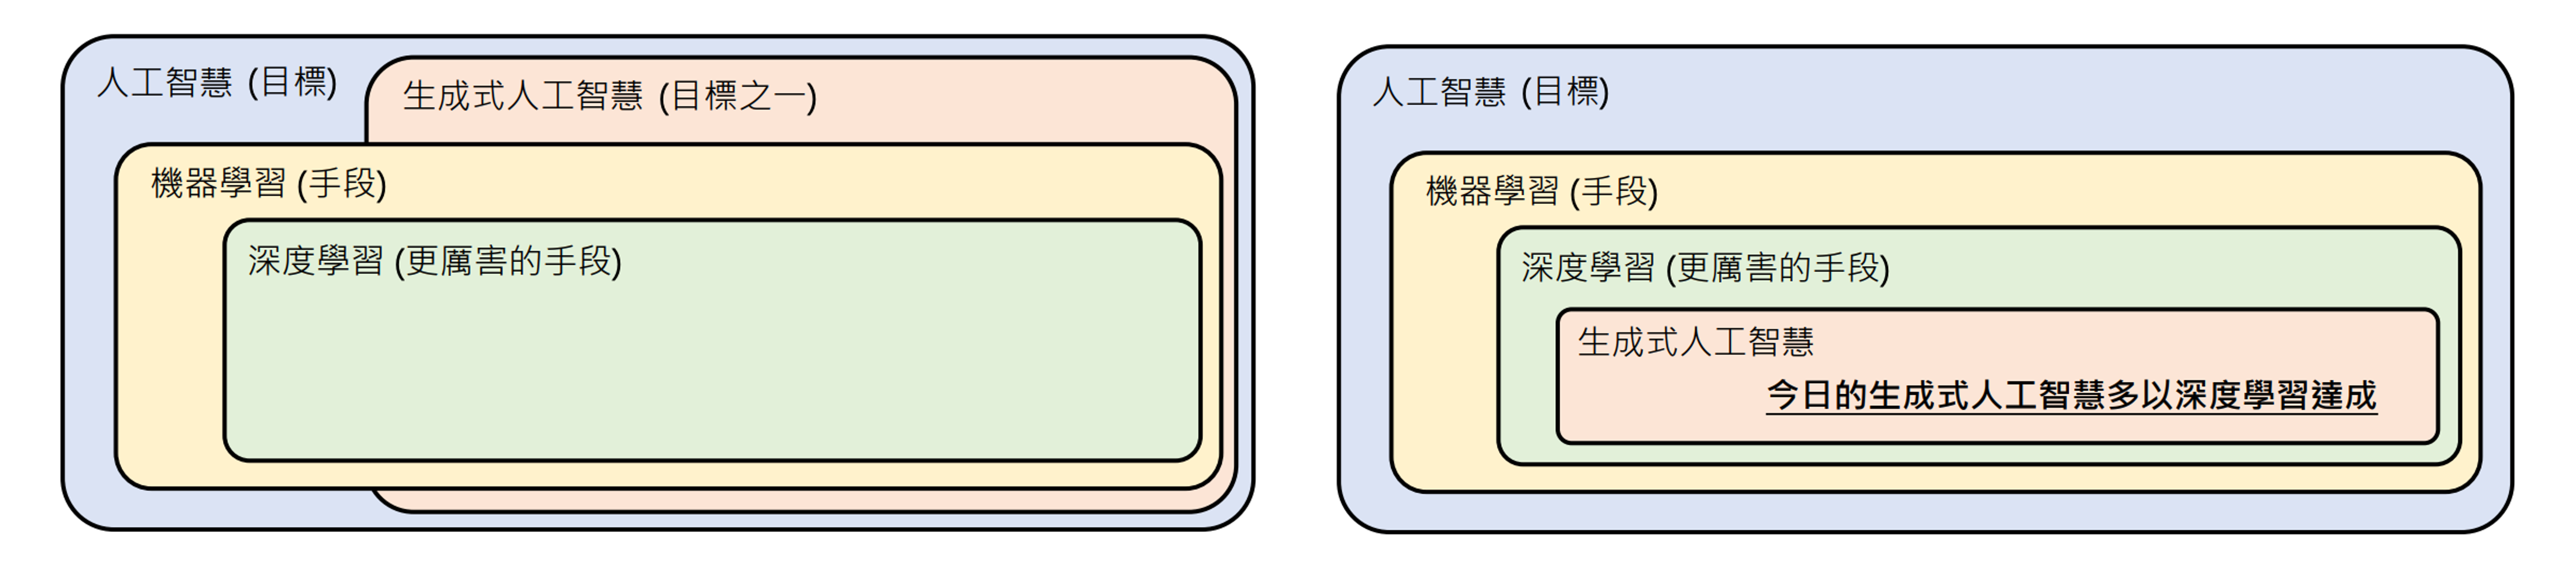 人工智慧 (目標)
生成式人工智慧 (目標之一)
機器學習 (手段)
深度學習 (更厲害的手段)
人工智慧 (目標)
機器學習 (手段)
深度學習 (更厲害的手段)
生成式人工智慧
今日的生成式人工智慧多以深度學習達成